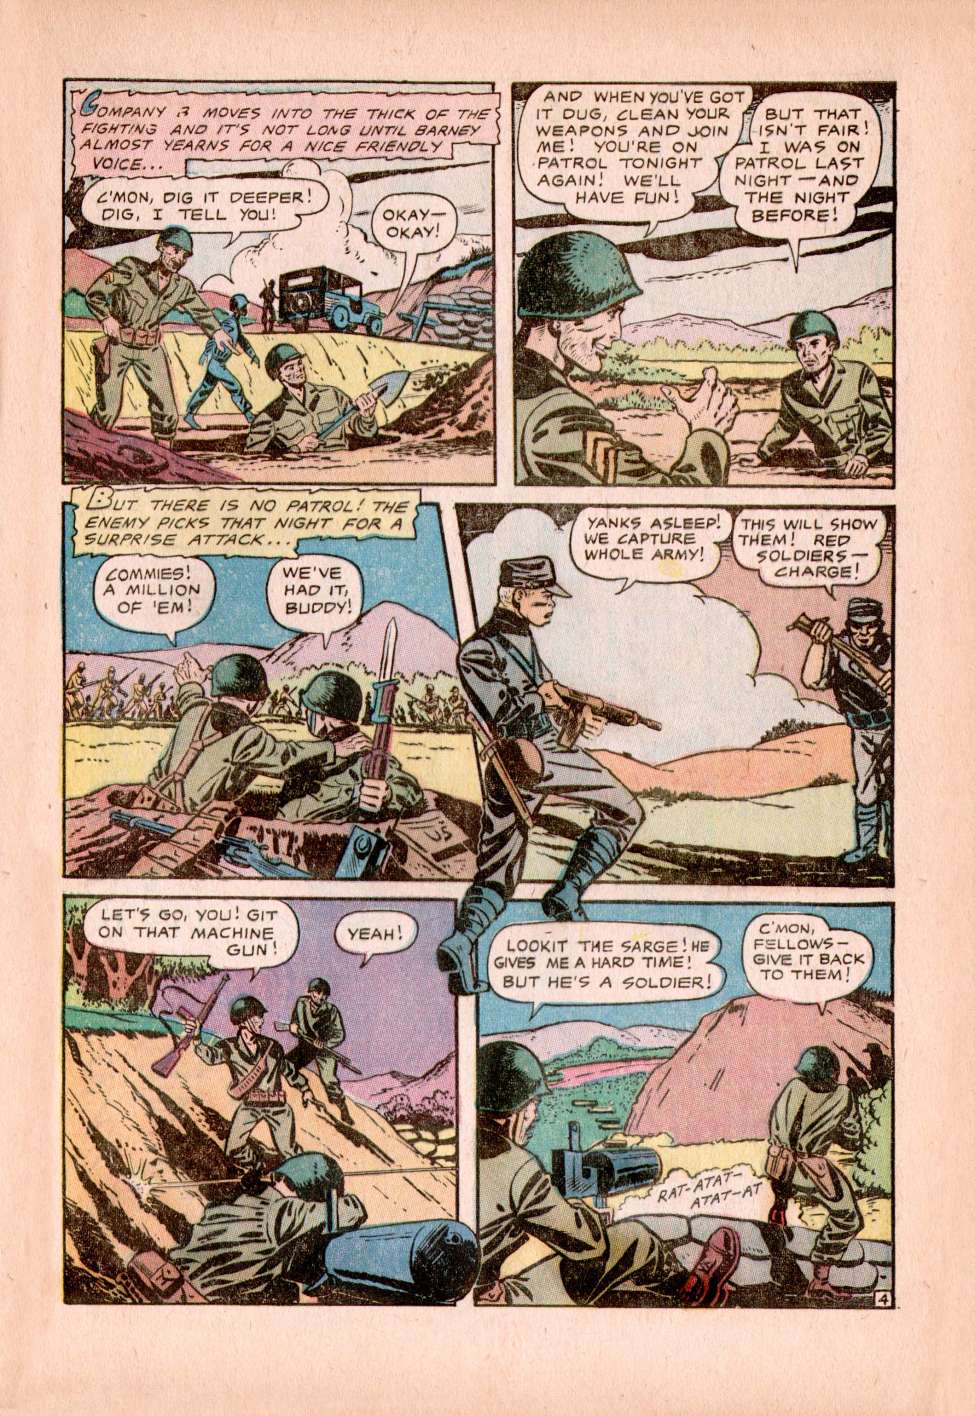 COMPANY B MOVES INTO THE THICK OF THE
FIGHTING AND IT'S NOT LONG UNTIL BARNEY
ALMOST YEARNS FOR A NICE FRIENDLY
VOICE...
C'MON, DIG IT DEEPER!
DIG, I TELL YOU!
OKAY—
OKAY!
AND WHEN YOU'VE GOT
IT DUG, CLEAN YOUR
WEAPONS AND JOIN
ME! YOU'RE ON
PATROL TONIGHT
AGAIN! WE'LL
HAVE FUN!
BUT THAT
ISN'T FAIR!
I WAS ON
PATROL LAST
NIGHT—AND
THE NIGHT
BEFORE!
BUT THERE IS NO PATROL! THE
ENEMY PICKS THAT NIGHT FOR A
SURPRISE ATTACK...
COMMIES!
A MILLION
OF 'EM!
WE'VE
HAD IT,
BUDDY!
YANKS ASLEEP!
WE CAPTURE
WHOLE ARMY!
THIS WILL SHOW
THEM! RED
SOLDIERS—
CHARGE!
US
LET'S GO, YOU! GIT
ON THAT MACHINE
GUN!
YEAH!
LOOKIT THE SARGE! HE
GIVES ME A HARD TIME!
BUT HE'S A SOLDIER!
C'MON,
FELLOWS—
GIVE IT BACK
TO THEM!
RAT-ATAT-
ATAT-AT
4